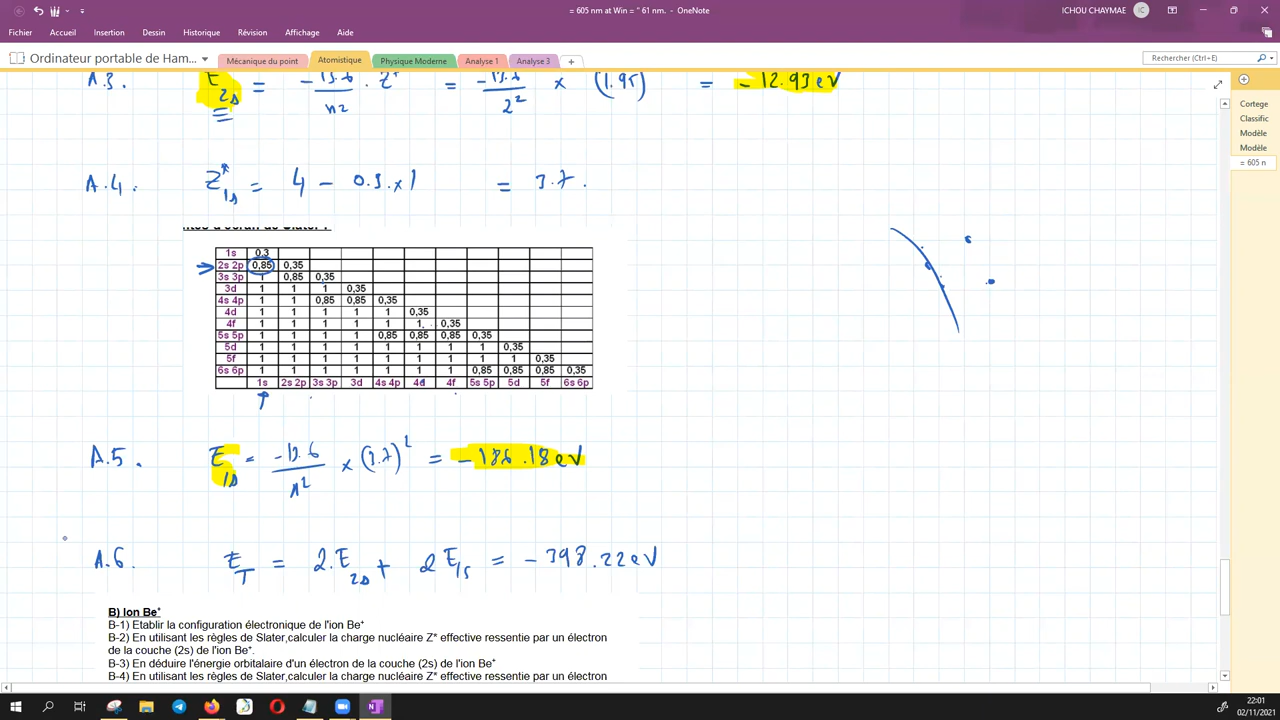 = 605 nm at Win = " 61 nm. - OneNote
ICHOU CHAYMAE
IC
Fichier Accueil Insertion Dessin Historique Révision Affichage Aide
Ordinateur portable de Ham...
Mécanique du point Atomistique Physique Moderne Analyse 1 Analyse 3 +
Rechercher (Ctrl+E)
Cortege
Classific
Modèle
Modèle
= 605 n
A.3. E2s = -13.6/n2 . Z* = -13.6/2² × (1.95) = -12.93 eV
A.4. Z*1s = 4 - 0.3 × 1 = 3.7.
1s 0,3
2s 2p 0,85 0,35
3s 3p 1 0,85 0,35
3d 1 1 1 0,35
4s 4p 1 1 0,85 0,85 0,35
4d 1 1 1 1 1 0,35
4f 1 1 1 1 1 1 0,35
5s 5p 1 1 1 1 0,85 0,85 0,85 0,35
5d 1 1 1 1 1 1 1 1 0,35
5f 1 1 1 1 1 1 1 1 1 0,35
6s 6p 1 1 1 1 1 1 1 0,85 0,85 0,85 0,35
1s 2s 2p 3s 3p 3d 4s 4p 4d 4f 5s 5p 5d 5f 6s 6p
A.5. E1s = -13.6/n² × (3.7)² = -186.18 eV
A.6. ET = 2.E2s + 2E1s = -398.22 eV
B) Ion Be⁺
B-1) Etablir la configuration électronique de l'ion Be⁺
B-2) En utilisant les règles de Slater,calculer la charge nucléaire Z* effective ressentie par un électron
de la couche (2s) de l'ion Be⁺.
B-3) En déduire l'énergie orbitalaire d'un électron de la couche (2s) de l'ion Be⁺
B-4) En utilisant les règles de Slater,calculer la charge nucléaire Z* effective ressentie par un électron
22:01
02/11/2021